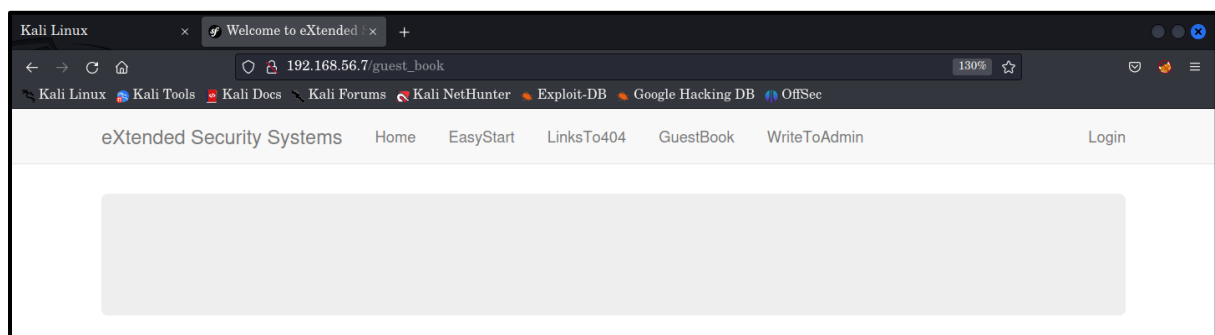 Kali Linux × Welcome to eXtended S × +
192.168.56.7/guest_book 130%
Kali Linux Kali Tools Kali Docs Kali Forums Kali NetHunter Exploit-DB Google Hacking DB OffSec
eXtended Security Systems Home EasyStart LinksTo404 GuestBook WriteToAdmin Login